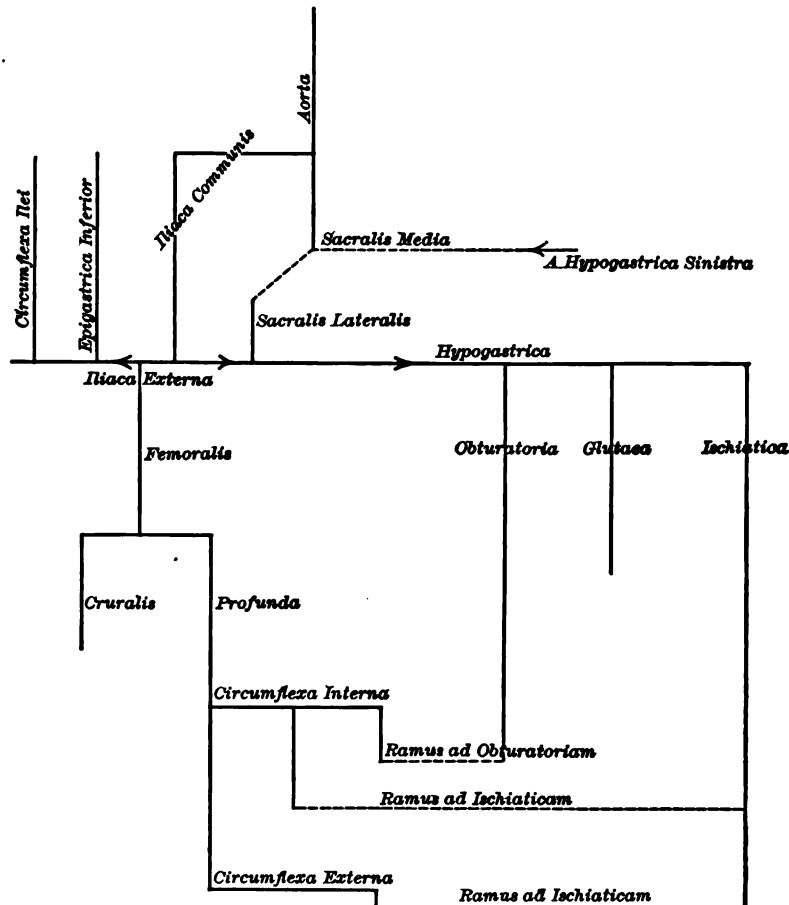 Aorta
Iliaca Communis
Circumflexa Ilei
Epigastrica Inferior
Sacralis Media
A Hypogastrica Sinistra
Sacralis Lateralis
Hypogastrica
Iliaca Externa
Femoralis
Obturatoria
Glutaea
Ischiatica
Cruralis
Profunda
Circumflexa Interna
Ramus ad Obturatoriam
Ramus ad Ischiaticam
Circumflexa Externa
Ramus ad Ischiaticam